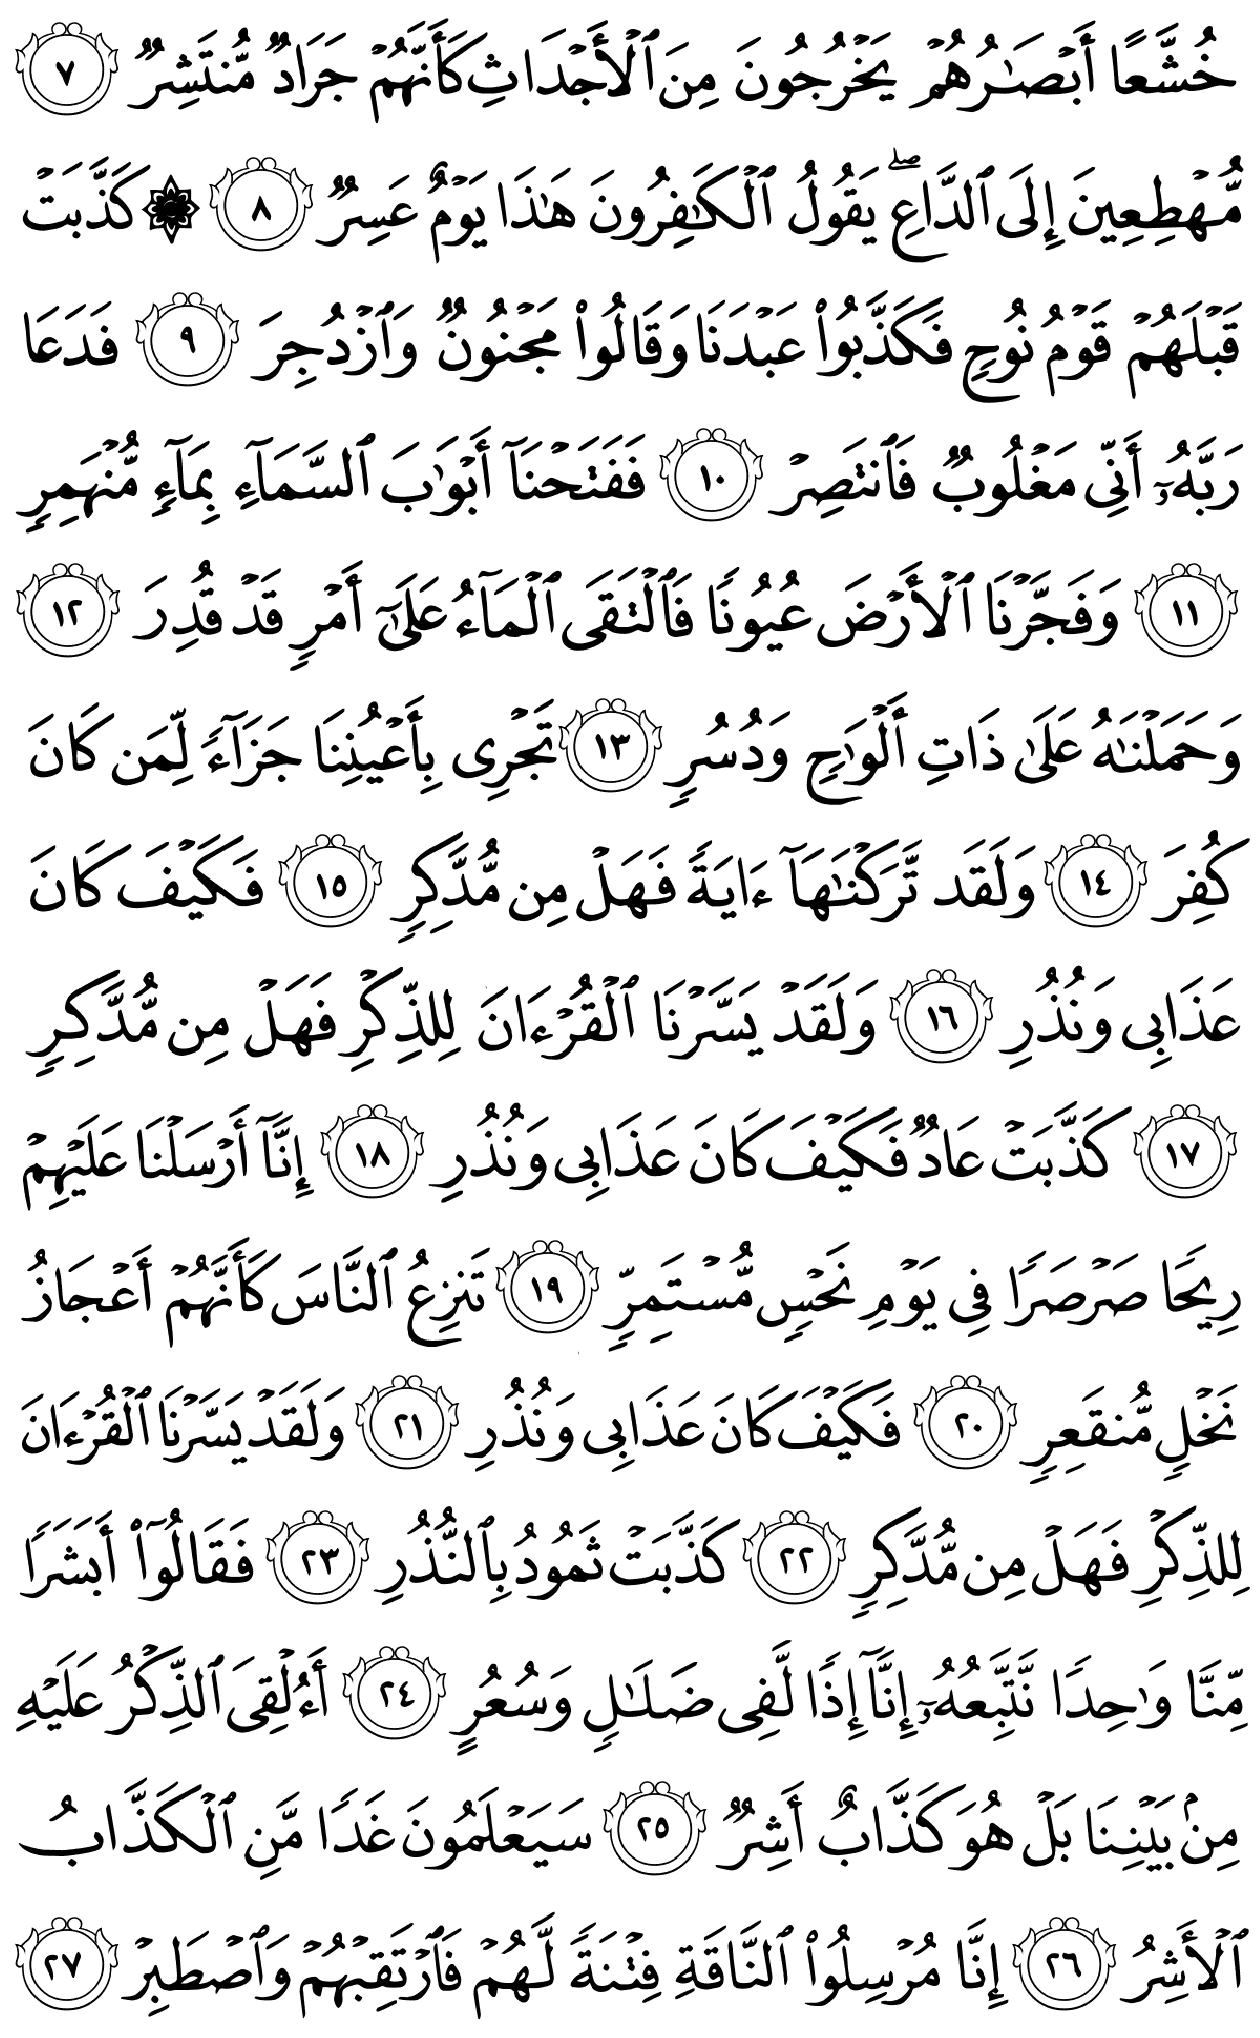 خُشَّعًا أَبۡصَٰرُهُمۡ يَخۡرُجُونَ مِنَ ٱلۡأَجۡدَاثِ كَأَنَّهُمۡ جَرَادٞ مُّنتَشِرٞ ٧
مُّهۡطِعِينَ إِلَى ٱلدَّاعِۖ يَقُولُ ٱلۡكَٰفِرُونَ هَٰذَا يَوۡمٌ عَسِرٞ ٨ ۞ كَذَّبَتۡ
قَبۡلَهُمۡ قَوۡمُ نُوحٖ فَكَذَّبُواْ عَبۡدَنَا وَقَالُواْ مَجۡنُونٞ وَٱزۡدُجِرَ ٩ فَدَعَا
رَبَّهُۥٓ أَنِّي مَغۡلُوبٞ فَٱنتَصِرۡ ١٠ فَفَتَحۡنَآ أَبۡوَٰبَ ٱلسَّمَآءِ بِمَآءٖ مُّنۡهَمِرٖ
١١ وَفَجَّرۡنَا ٱلۡأَرۡضَ عُيُونٗا فَٱلۡتَقَى ٱلۡمَآءُ عَلَىٰٓ أَمۡرٖ قَدۡ قُدِرَ ١٢
وَحَمَلۡنَٰهُ عَلَىٰ ذَاتِ أَلۡوَٰحٖ وَدُسُرٖ ١٣ تَجۡرِي بِأَعۡيُنِنَا جَزَآءٗ لِّمَن كَانَ
كُفِرَ ١٤ وَلَقَد تَّرَكۡنَٰهَآ ءَايَةٗ فَهَلۡ مِن مُّدَّكِرٖ ١٥ فَكَيۡفَ كَانَ
عَذَابِي وَنُذُرِ ١٦ وَلَقَدۡ يَسَّرۡنَا ٱلۡقُرۡءَانَ لِلذِّكۡرِ فَهَلۡ مِن مُّدَّكِرٖ
١٧ كَذَّبَتۡ عَادٞ فَكَيۡفَ كَانَ عَذَابِي وَنُذُرِ ١٨ إِنَّآ أَرۡسَلۡنَا عَلَيۡهِمۡ
رِيحٗا صَرۡصَرٗا فِي يَوۡمِ نَحۡسٖ مُّسۡتَمِرّٖ ١٩ تَنزِعُ ٱلنَّاسَ كَأَنَّهُمۡ أَعۡجَازُ
نَخۡلٖ مُّنقَعِرٖ ٢٠ فَكَيۡفَ كَانَ عَذَابِي وَنُذُرِ ٢١ وَلَقَدۡ يَسَّرۡنَا ٱلۡقُرۡءَانَ
لِلذِّكۡرِ فَهَلۡ مِن مُّدَّكِرٖ ٢٢ كَذَّبَتۡ ثَمُودُ بِٱلنُّذُرِ ٢٣ فَقَالُوٓاْ أَبَشَرٗا
مِّنَّا وَٰحِدٗا نَّتَّبِعُهُۥٓ إِنَّآ إِذٗا لَّفِي ضَلَٰلٖ وَسُعُرٍ ٢٤ أَءُلۡقِيَ ٱلذِّكۡرُ عَلَيۡهِ
مِنۢ بَيۡنِنَا بَلۡ هُوَ كَذَّابٌ أَشِرٞ ٢٥ سَيَعۡلَمُونَ غَدٗا مَّنِ ٱلۡكَذَّابُ
ٱلۡأَشِرُ ٢٦ إِنَّا مُرۡسِلُواْ ٱلنَّاقَةِ فِتۡنَةٗ لَّهُمۡ فَٱرۡتَقِبۡهُمۡ وَٱصۡطَبِرۡ ٢٧